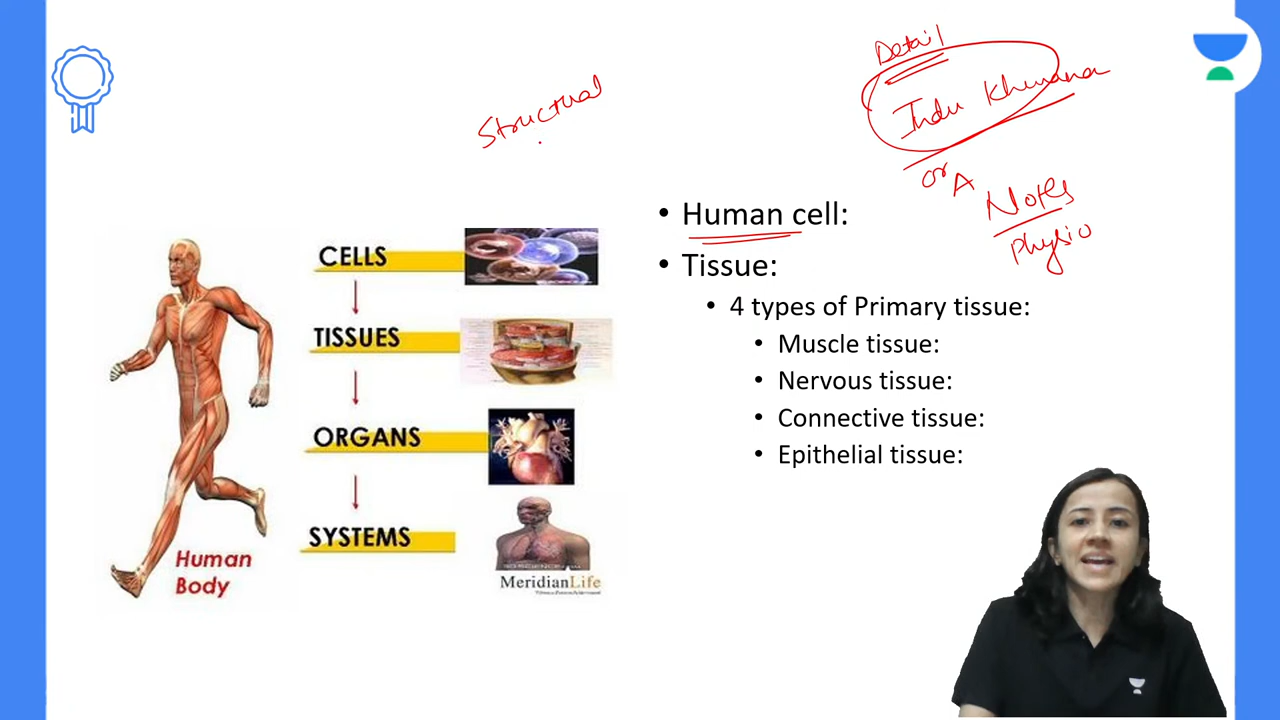 Detail
Indu Khurana
or A
Notes
Physio
Structual
• Human cell:
• Tissue:
• 4 types of Primary tissue:
• Muscle tissue:
• Nervous tissue:
• Connective tissue:
• Epithelial tissue:
CELLS
TISSUES
ORGANS
SYSTEMS
Human
Body
MeridianLife